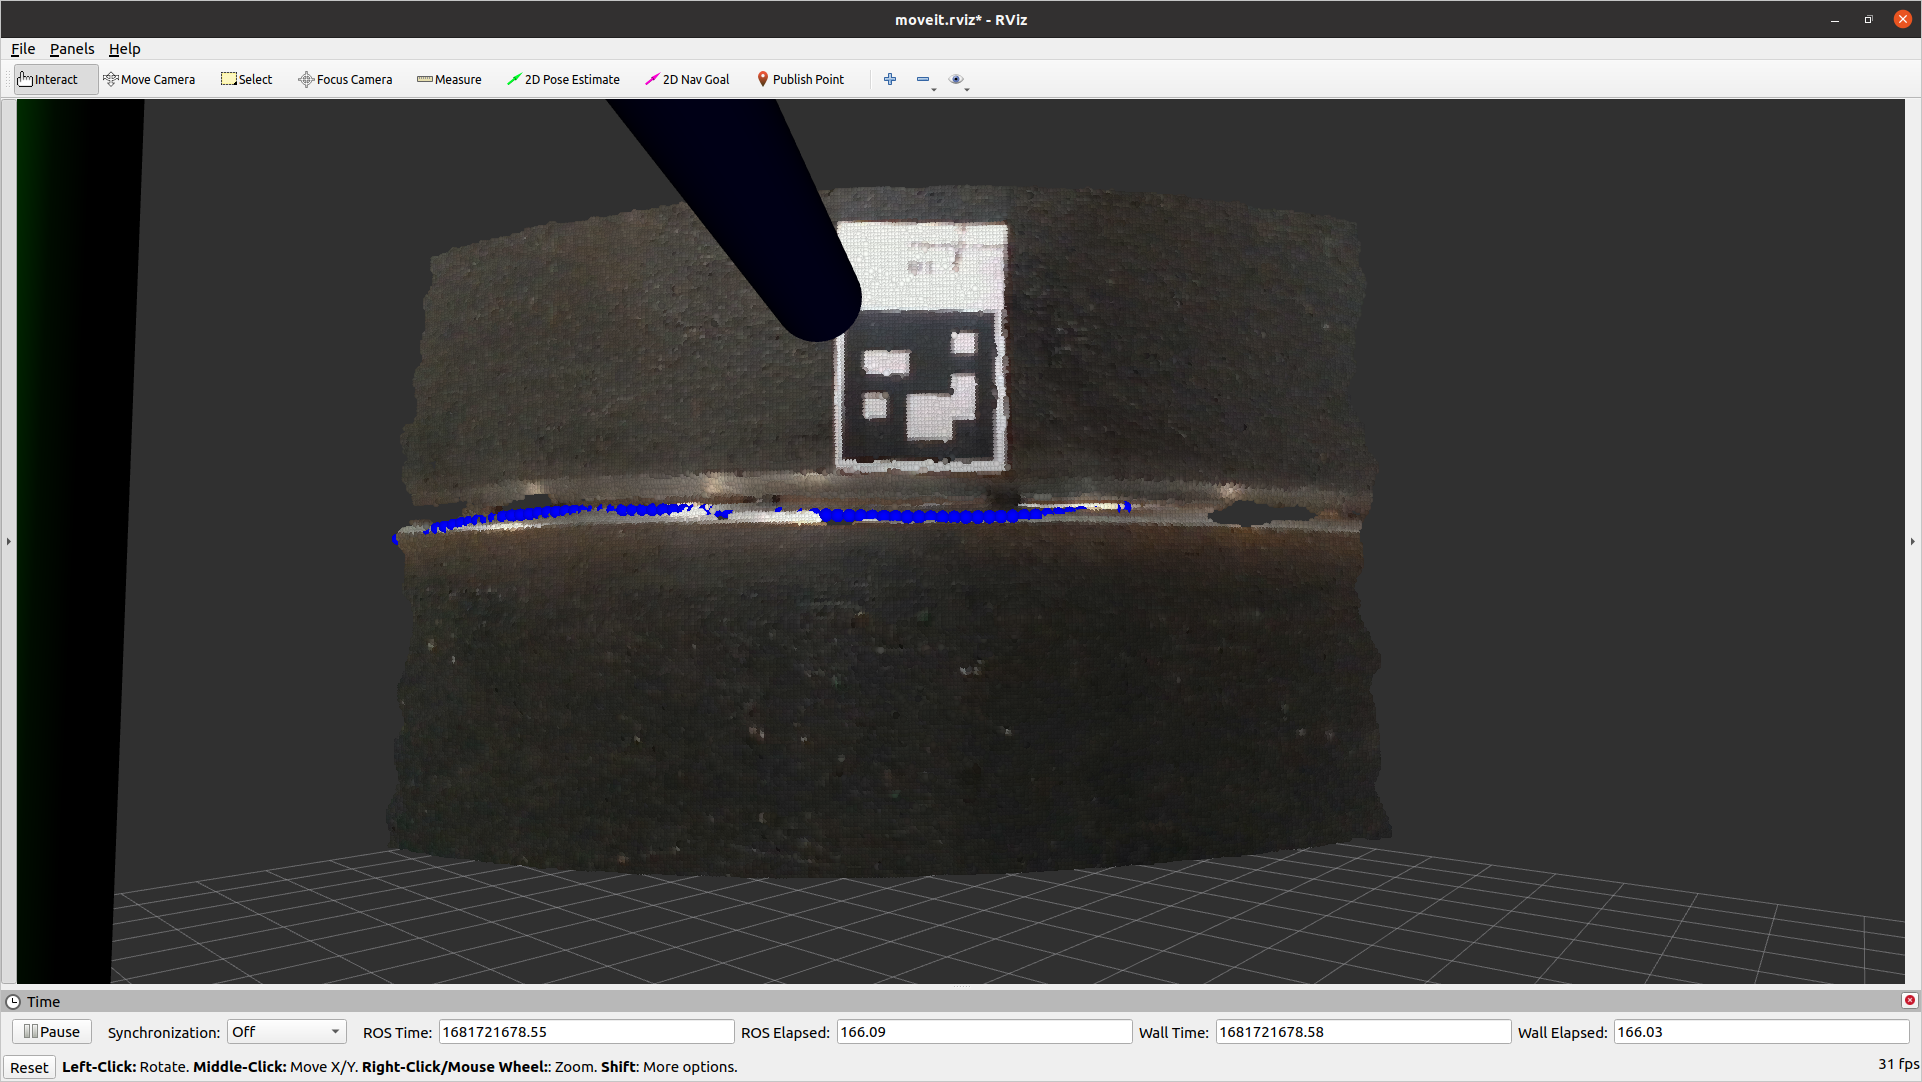 moveit.rviz* - RViz
File Panels Help
Interact Move Camera Select Focus Camera Measure 2D Pose Estimate 2D Nav Goal Publish Point
Time
Pause Synchronization: Off ROS Time: 1681721678.55 ROS Elapsed: 166.09 Wall Time: 1681721678.58 Wall Elapsed: 166.03
Reset Left-Click: Rotate. Middle-Click: Move X/Y. Right-Click/Mouse Wheel:: Zoom. Shift: More options. 31 fps